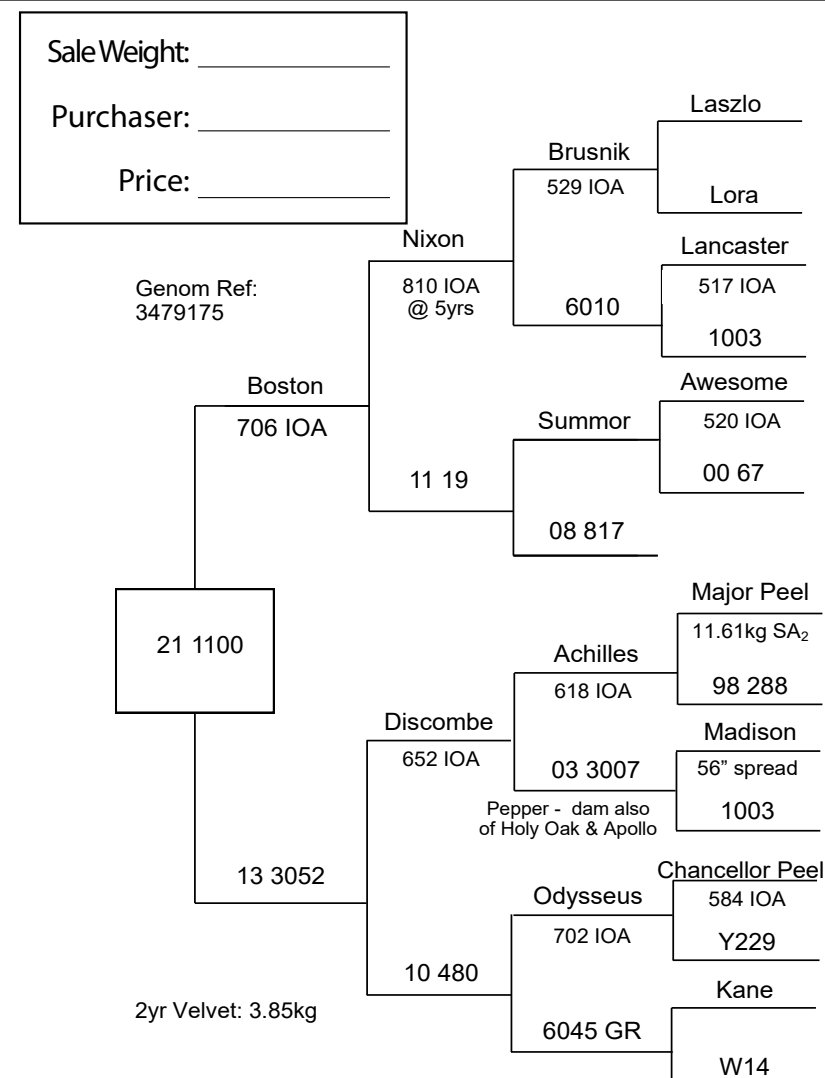 Sale Weight:
Purchaser:
Price:
Laszlo
Brusnik
529 IOA
Lora
Nixon
Lancaster
810 IOA
@ 5yrs
517 IOA
Genom Ref:
3479175
6010
1003
Boston
706 IOA
Awesome
Summor
520 IOA
11 19
00 67
08 817
21 1100
Major Peel
11.61kg SA₂
Achilles
618 IOA
98 288
Discombe
652 IOA
Madison
03 3007
56” spread
Pepper - dam also
of Holy Oak & Apollo
1003
13 3052
Chancellor Peel
Odysseus
584 IOA
702 IOA
Y229
10 480
Kane
2yr Velvet: 3.85kg
6045 GR
W14